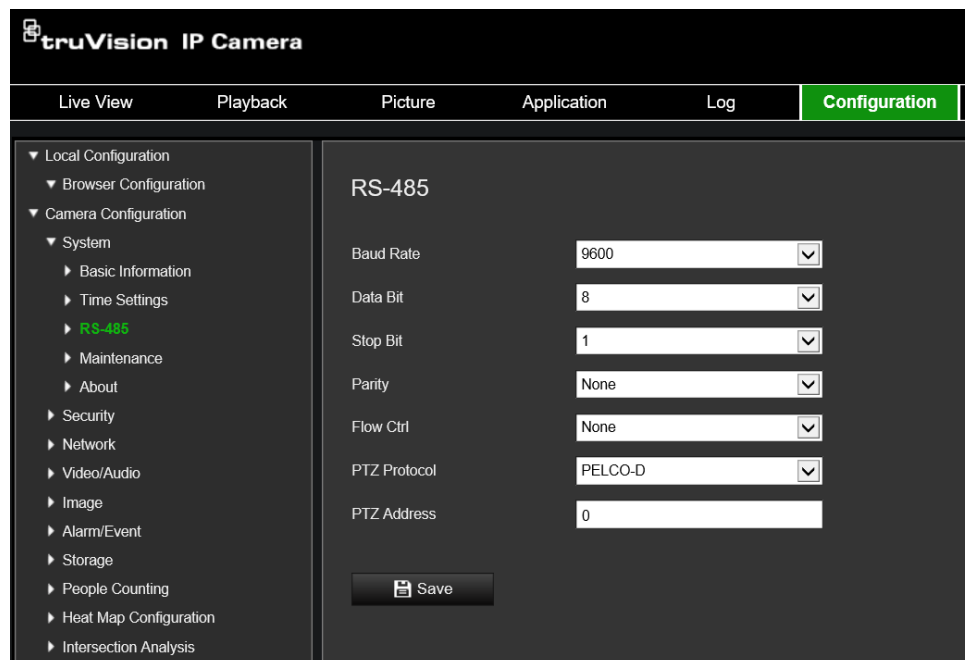 truVision IP Camera
Live View Playback Picture Application Log Configuration
Local Configuration
Browser Configuration
Camera Configuration
System
Basic Information
Time Settings
RS-485
Maintenance
About
Security
Network
Video/Audio
Image
Alarm/Event
Storage
People Counting
Heat Map Configuration
Intersection Analysis
RS-485
Baud Rate 9600
Data Bit 8
Stop Bit 1
Parity None
Flow Ctrl None
PTZ Protocol PELCO-D
PTZ Address 0
Save